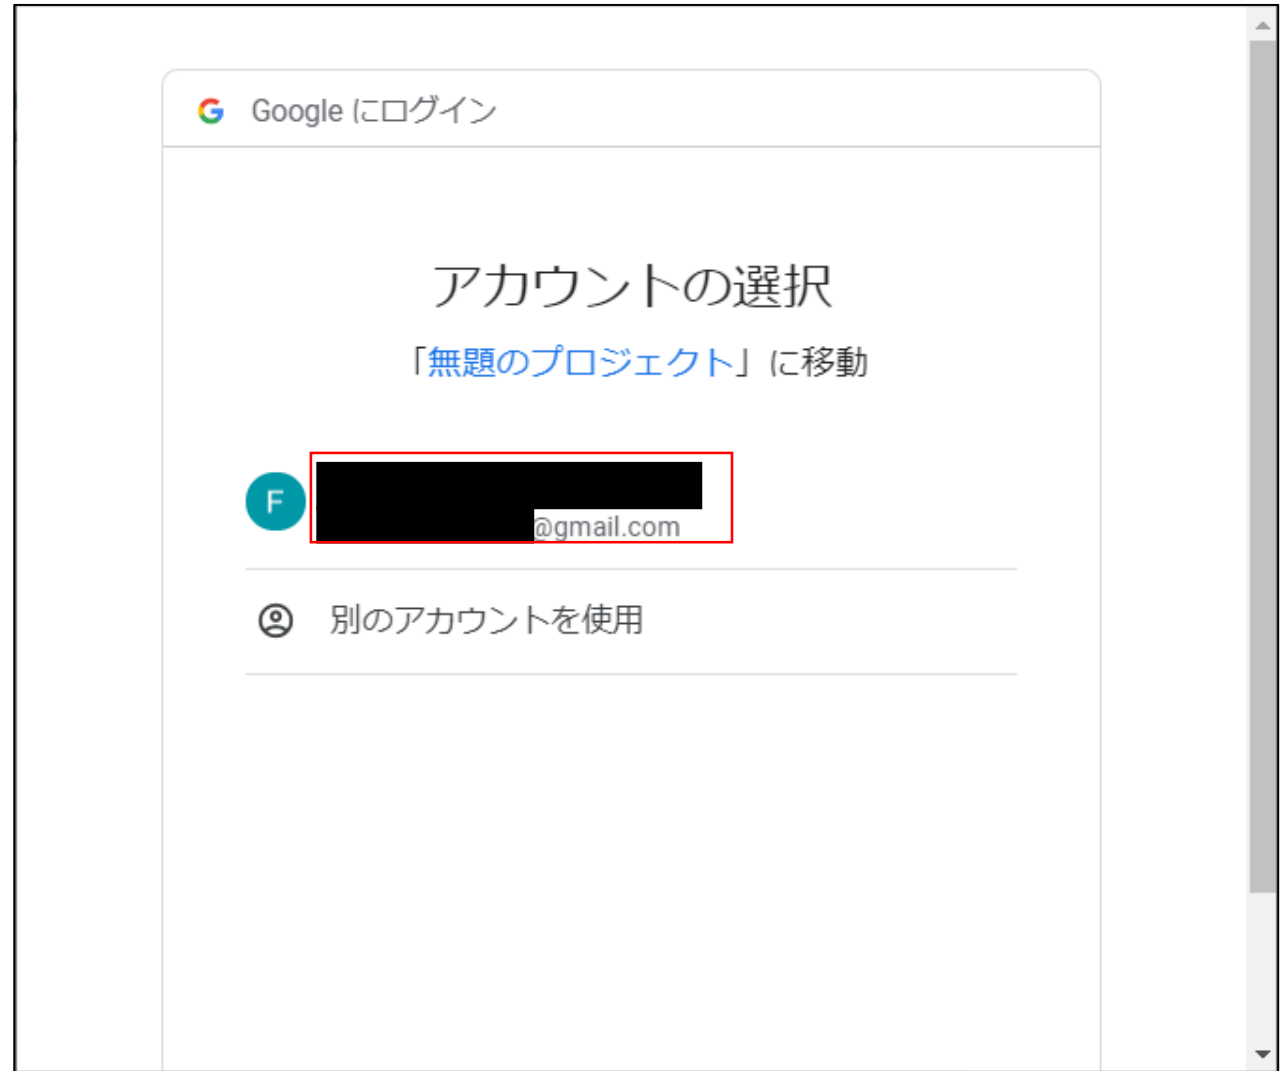 Google にログイン
アカウントの選択
「無題のプロジェクト」に移動
F
@gmail.com
別のアカウントを使用